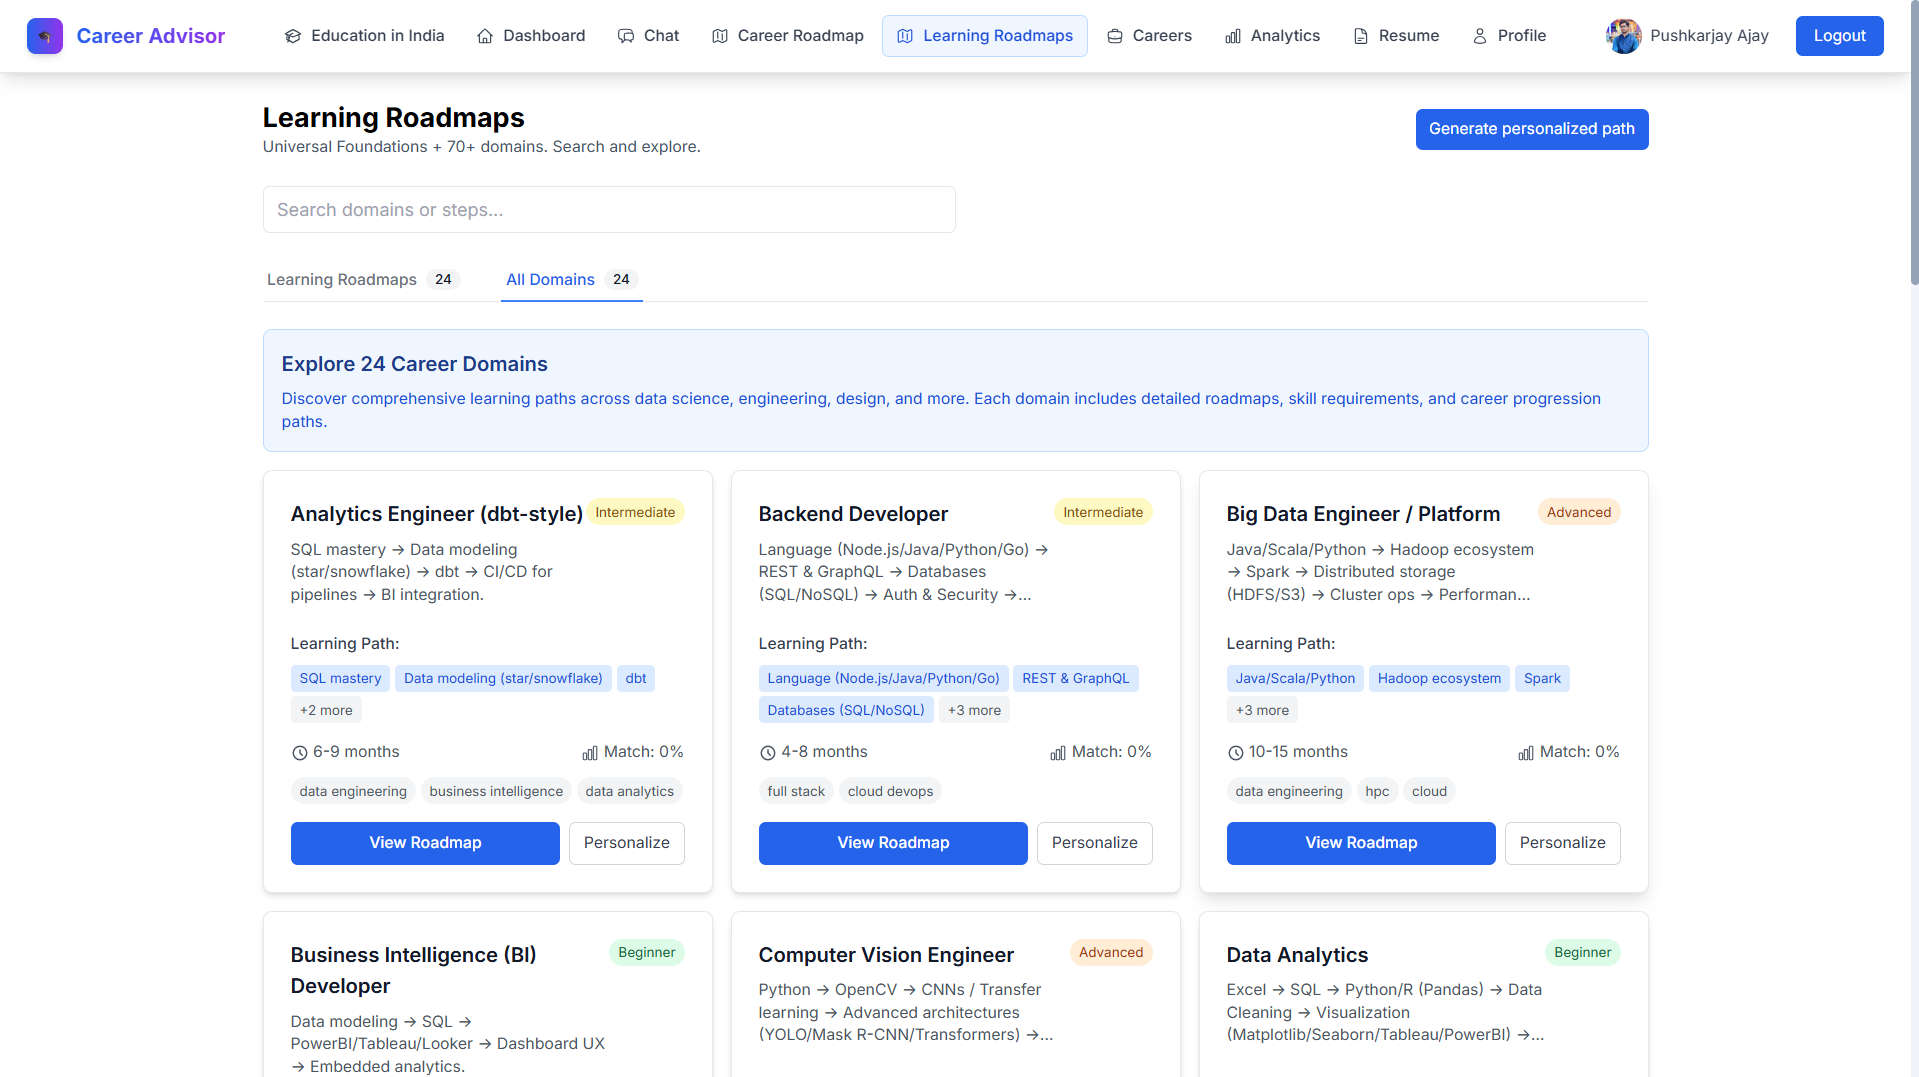 Career Advisor
Education in India
Dashboard
Chat
Career Roadmap
Learning Roadmaps
Careers
Analytics
Resume
Profile
Pushkarjay Ajay
Logout
Learning Roadmaps
Universal Foundations + 70+ domains. Search and explore.
Generate personalized path
Search domains or steps...
Learning Roadmaps 24
All Domains 24
Explore 24 Career Domains
Discover comprehensive learning paths across data science, engineering, design, and more. Each domain includes detailed roadmaps, skill requirements, and career progression
paths.
Analytics Engineer (dbt-style) Intermediate
SQL mastery → Data modeling
(star/snowflake) → dbt → CI/CD for
pipelines → BI integration.
Learning Path:
SQL mastery Data modeling (star/snowflake) dbt
+2 more
6-9 months Match: 0%
data engineering business intelligence data analytics
View Roadmap Personalize
Backend Developer Intermediate
Language (Node.js/Java/Python/Go) →
REST & GraphQL → Databases
(SQL/NoSQL) → Auth & Security →...
Learning Path:
Language (Node.js/Java/Python/Go) REST & GraphQL
Databases (SQL/NoSQL) +3 more
4-8 months Match: 0%
full stack cloud devops
View Roadmap Personalize
Big Data Engineer / Platform Advanced
Java/Scala/Python → Hadoop ecosystem
→ Spark → Distributed storage
(HDFS/S3) → Cluster ops → Performan...
Learning Path:
Java/Scala/Python Hadoop ecosystem Spark
+3 more
10-15 months Match: 0%
data engineering hpc cloud
View Roadmap Personalize
Business Intelligence (BI) Beginner
Developer
Data modeling → SQL →
PowerBI/Tableau/Looker → Dashboard UX
→ Embedded analytics.
Computer Vision Engineer Advanced
Python → OpenCV → CNNs / Transfer
learning → Advanced architectures
(YOLO/Mask R-CNN/Transformers) →...
Data Analytics Beginner
Excel → SQL → Python/R (Pandas) → Data
Cleaning → Visualization
(Matplotlib/Seaborn/Tableau/PowerBI) →...